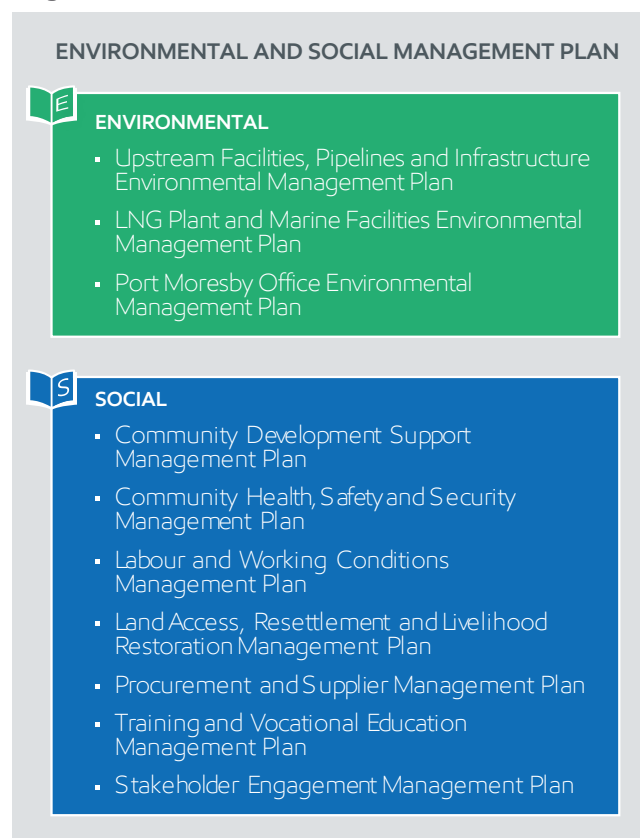 ENVIRONMENTAL AND SOCIAL MANAGEMENT PLAN
E
ENVIRONMENTAL
▪ Upstream Facilities, Pipelines and Infrastructure
Environmental Management Plan
▪ LNG Plant and Marine Facilities Environmental
Management Plan
▪ Port Moresby Office Environmental
Management Plan
S
SOCIAL
▪ Community Development Support
Management Plan
▪ Community Health, Safety and Security
Management Plan
▪ Labour and Working Conditions
Management Plan
▪ Land Access, Resettlement and Livelihood
Restoration Management Plan
▪ Procurement and Supplier Management Plan
▪ Training and Vocational Education
Management Plan
▪ Stakeholder Engagement Management Plan